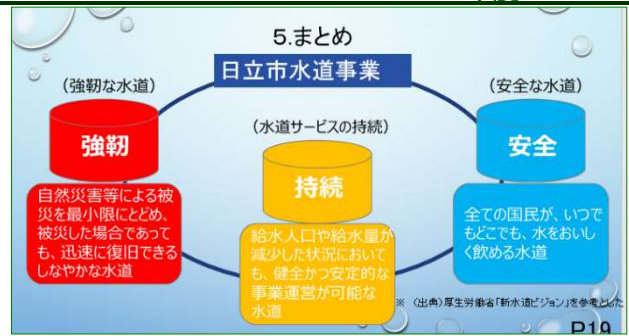 5.まとめ
日立市水道事業
(強靭な水道)
強靭
自然災害等による被
災を最小限にとどめ、
被災した場合であって
も、迅速に復旧できる
しなやかな水道
(水道サービスの持続)
持続
給水人口や給水量が
減少した状況において
も、健全かつ安定的な
事業運営が可能な
水道
(安全な水道)
安全
全ての国民が、いつで
もどこでも、水をおいし
く飲める水道
※ (出典)厚生労働省「新水道ビジョン」を参考とした
P19